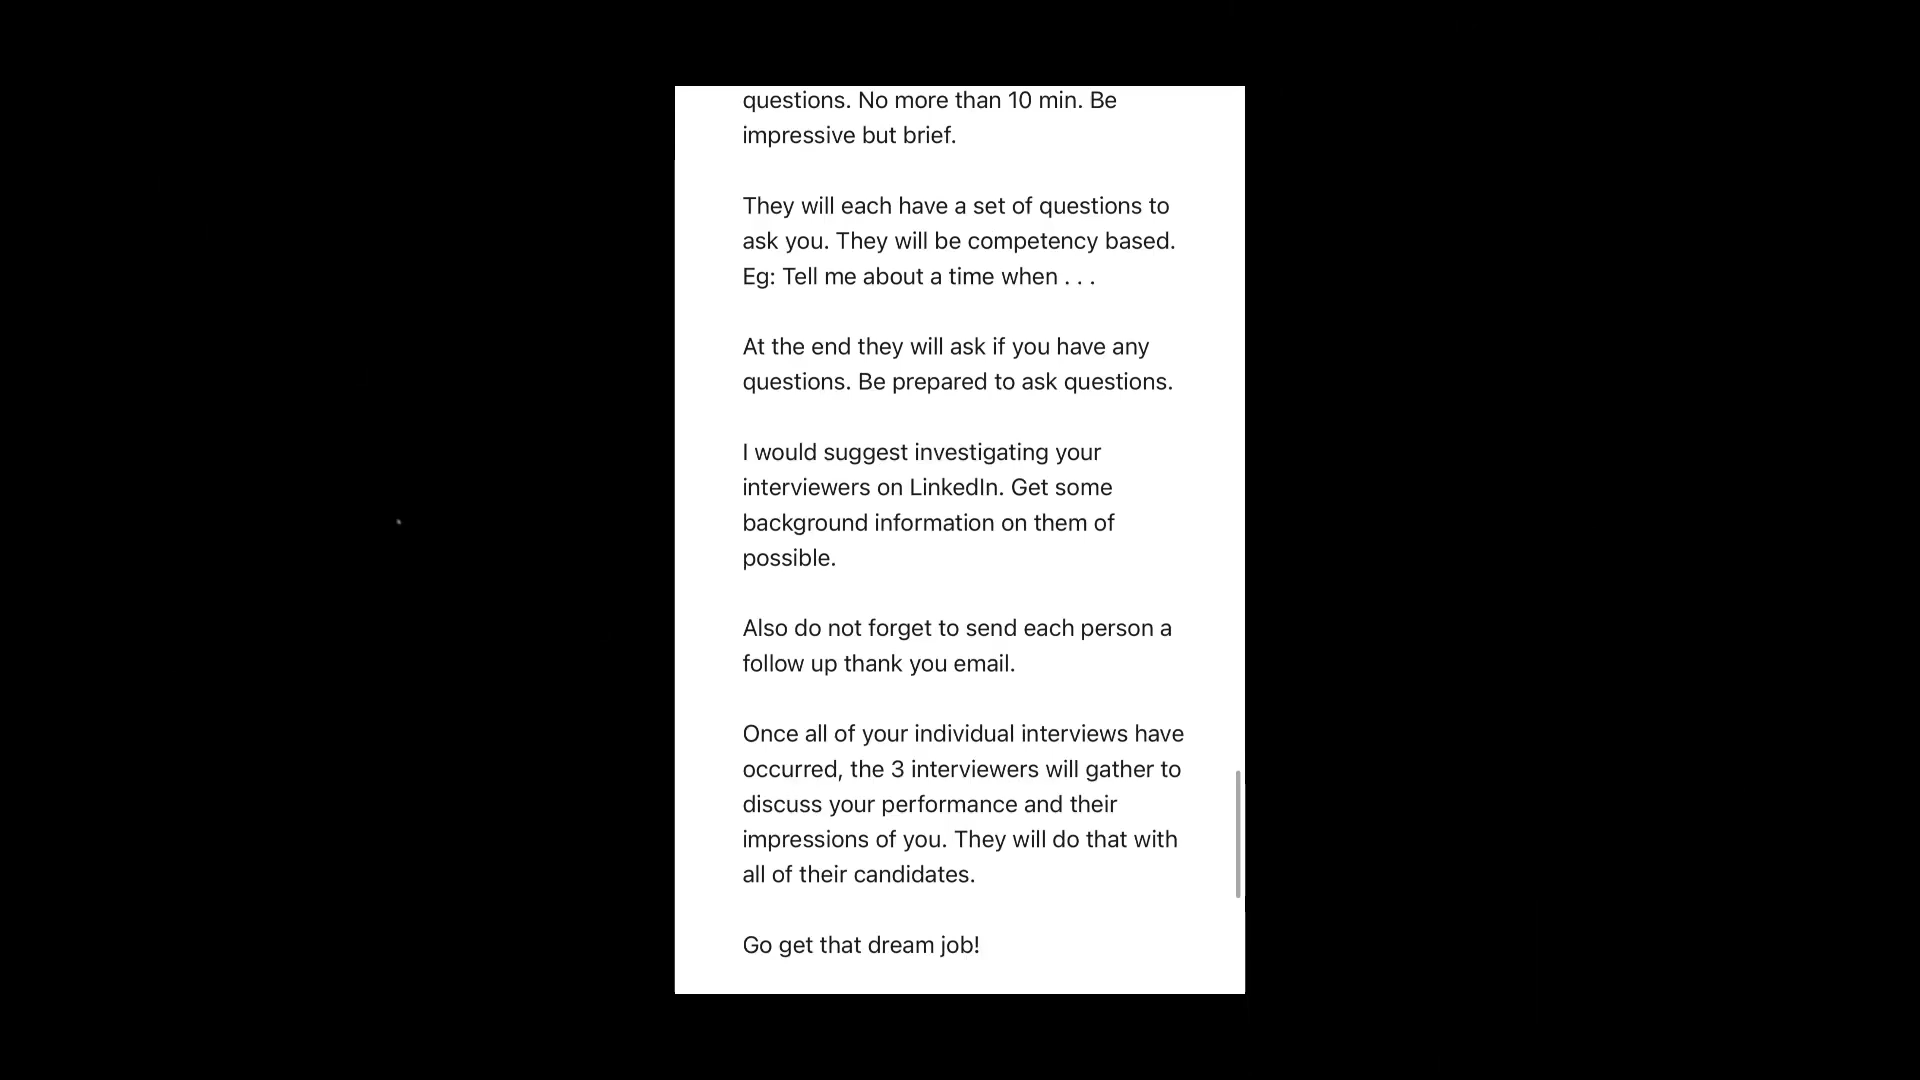 questions. No more than 10 min. Be
impressive but brief.
They will each have a set of questions to
ask you. They will be competency based.
Eg: Tell me about a time when . . .
At the end they will ask if you have any
questions. Be prepared to ask questions.
I would suggest investigating your
interviewers on LinkedIn. Get some
background information on them of
possible.
Also do not forget to send each person a
follow up thank you email.
Once all of your individual interviews have
occurred, the 3 interviewers will gather to
discuss your performance and their
impressions of you. They will do that with
all of their candidates.
Go get that dream job!